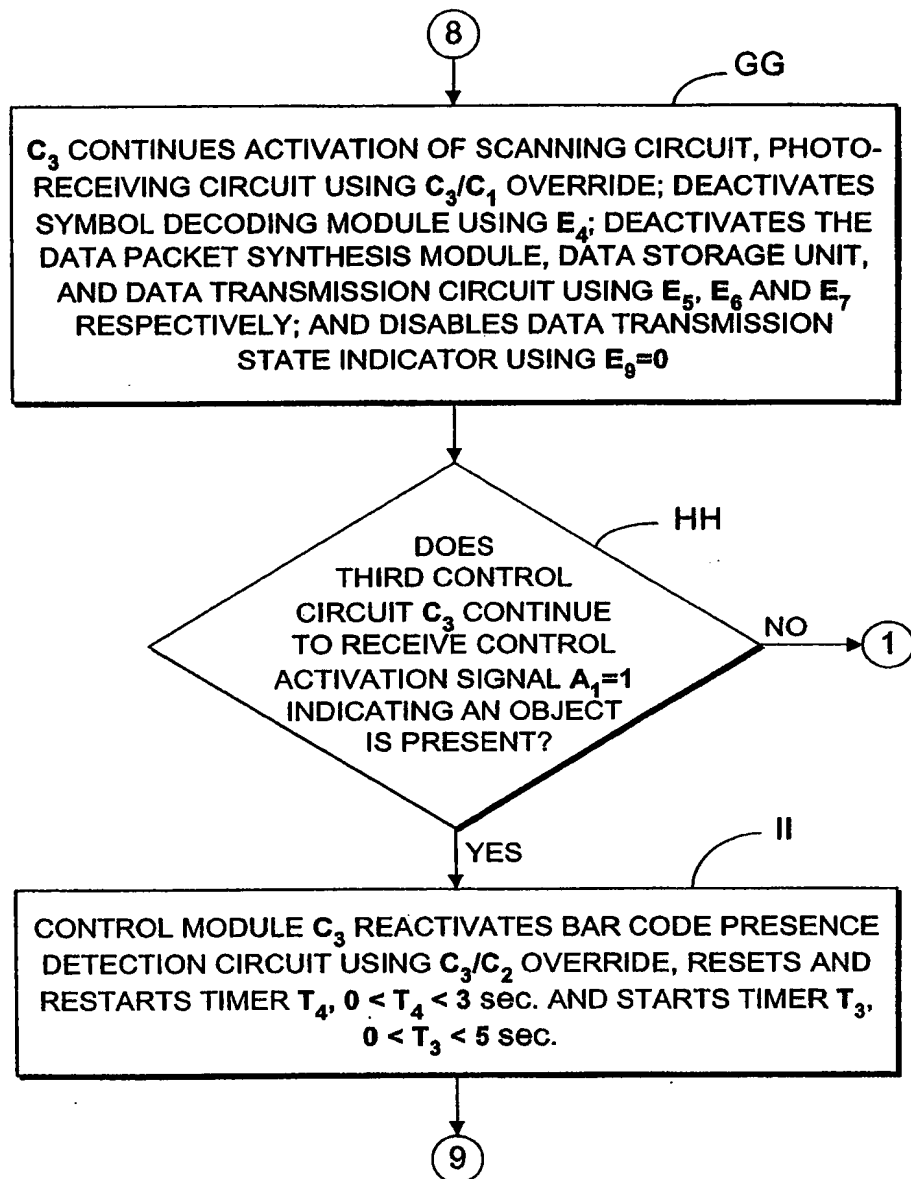 8
GG
C3 CONTINUES ACTIVATION OF SCANNING CIRCUIT, PHOTO-
RECEIVING CIRCUIT USING C3/C1 OVERRIDE; DEACTIVATES
SYMBOL DECODING MODULE USING E4; DEACTIVATES THE
DATA PACKET SYNTHESIS MODULE, DATA STORAGE UNIT,
AND DATA TRANSMISSION CIRCUIT USING E5, E6 AND E7
RESPECTIVELY; AND DISABLES DATA TRANSMISSION
STATE INDICATOR USING E9=0
HH
DOES
THIRD CONTROL
CIRCUIT C3 CONTINUE
TO RECEIVE CONTROL
ACTIVATION SIGNAL A1=1
INDICATING AN OBJECT
IS PRESENT?
NO
1
YES
II
CONTROL MODULE C3 REACTIVATES BAR CODE PRESENCE
DETECTION CIRCUIT USING C3/C2 OVERRIDE, RESETS AND
RESTARTS TIMER T4, 0 < T4 < 3 sec. AND STARTS TIMER T3,
0 < T3 < 5 sec.
9